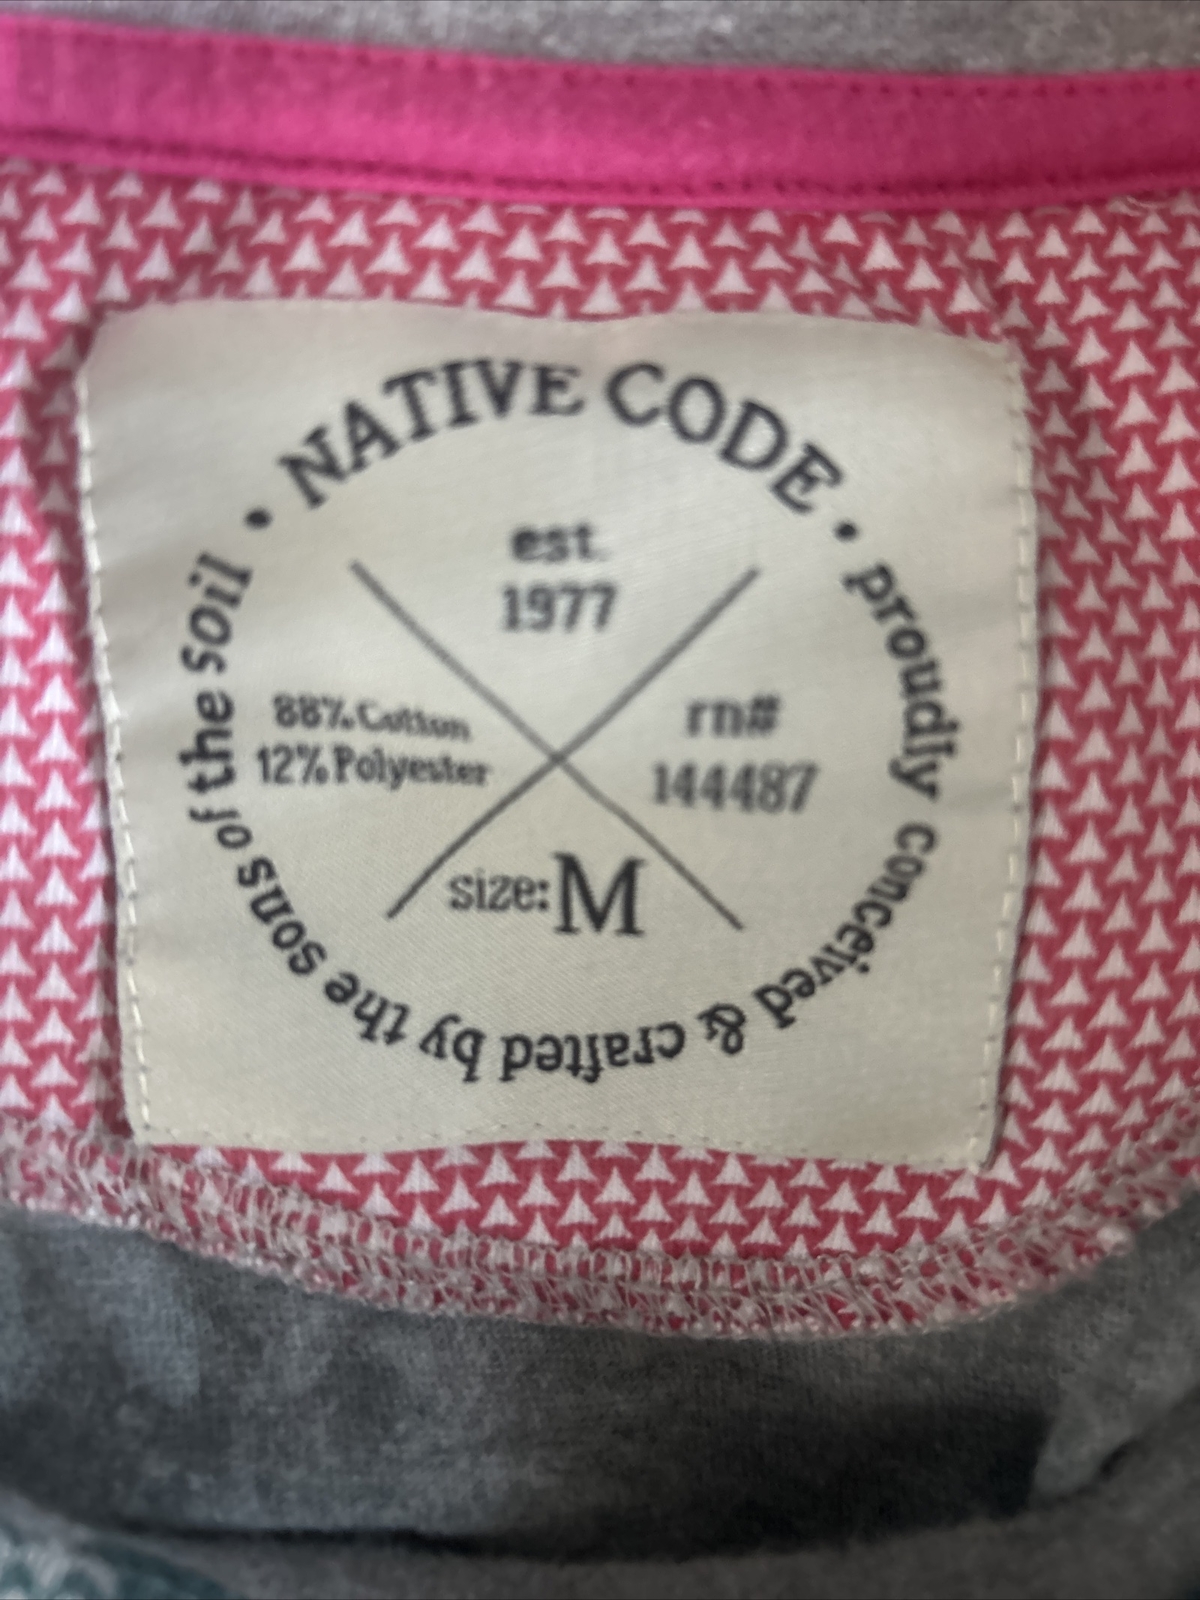 NATIVE CODE • proudly conceived & crafted by the sons of the soil •
est.
1977
88% Cotton
12% Polyester
rn#
144487
size: M